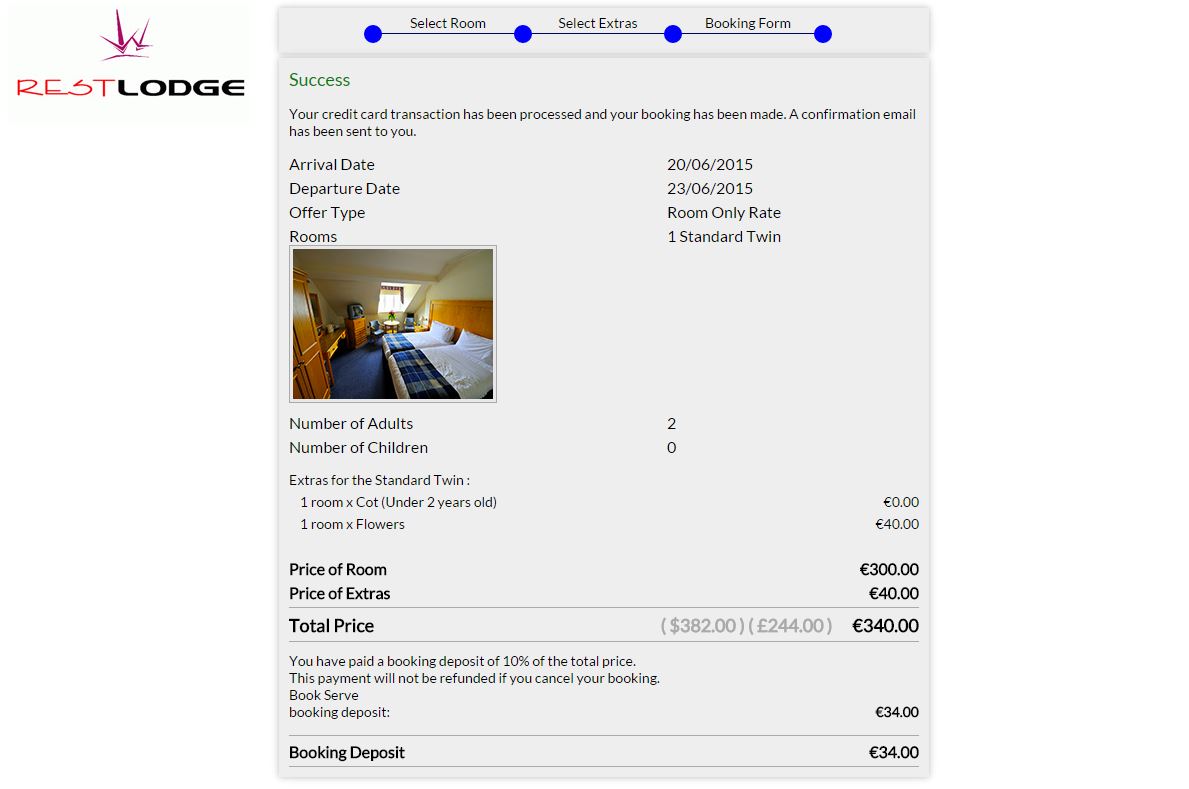 RESTLODGE
Select Room Select Extras Booking Form
Success
Your credit card transaction has been processed and your booking has been made. A confirmation email
has been sent to you.
Arrival Date 20/06/2015
Departure Date 23/06/2015
Offer Type Room Only Rate
Rooms 1 Standard Twin
Number of Adults 2
Number of Children 0
Extras for the Standard Twin :
1 room x Cot (Under 2 years old) €0.00
1 room x Flowers €40.00
Price of Room €300.00
Price of Extras €40.00
Total Price ( $382.00 ) ( £244.00 ) €340.00
You have paid a booking deposit of 10% of the total price.
This payment will not be refunded if you cancel your booking.
Book Serve
booking deposit: €34.00
Booking Deposit €34.00